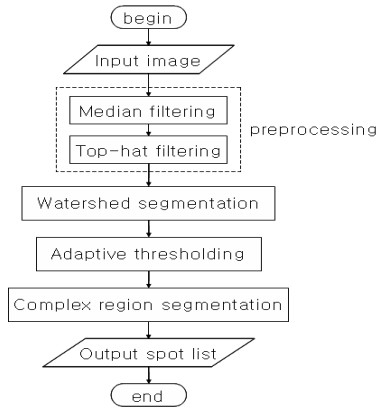 begin
Input image
Median filtering
preprocessing
Top-hat filtering
Watershed segmentation
Adaptive thresholding
Complex region segmentation
Output spot list
end